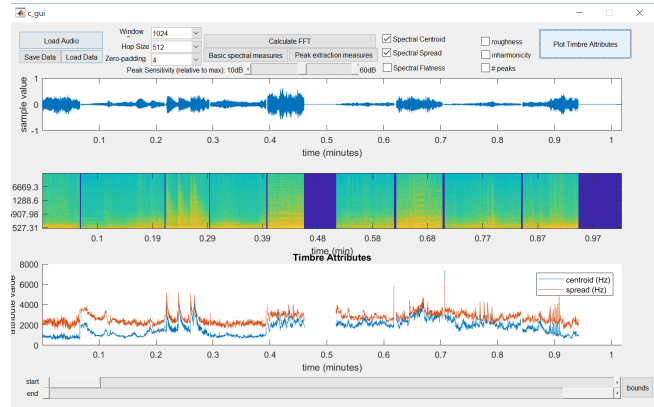 c_gui
Load Audio
Save Data Load Data
Window
1024
Hop Size 512
Zero-padding 4
Calculate FFT
Basic spectral measures Peak extraction measures
Peak Sensitivity (relative to max): 10dB 60dB
Spectral Centroid
Spectral Spread
Spectral Flatness
roughness
inharmonicity
# peaks
Plot Timbre Attributes
sample value
1
0
-1
0.1 0.2 0.3 0.4 0.5 0.6 0.7 0.8 0.9 1
time (minutes)
6669.3
1288.6
5907.98
527.31
0.1 0.19 0.29 0.39 0.48 0.58 0.68 0.77 0.87 0.97
time (min)
Timbre Attributes
attribute value
8000
6000
4000
2000
0
centroid (Hz)
spread (Hz)
0.1 0.2 0.3 0.4 0.5 0.6 0.7 0.8 0.9 1
time (minutes)
start
end
bounds